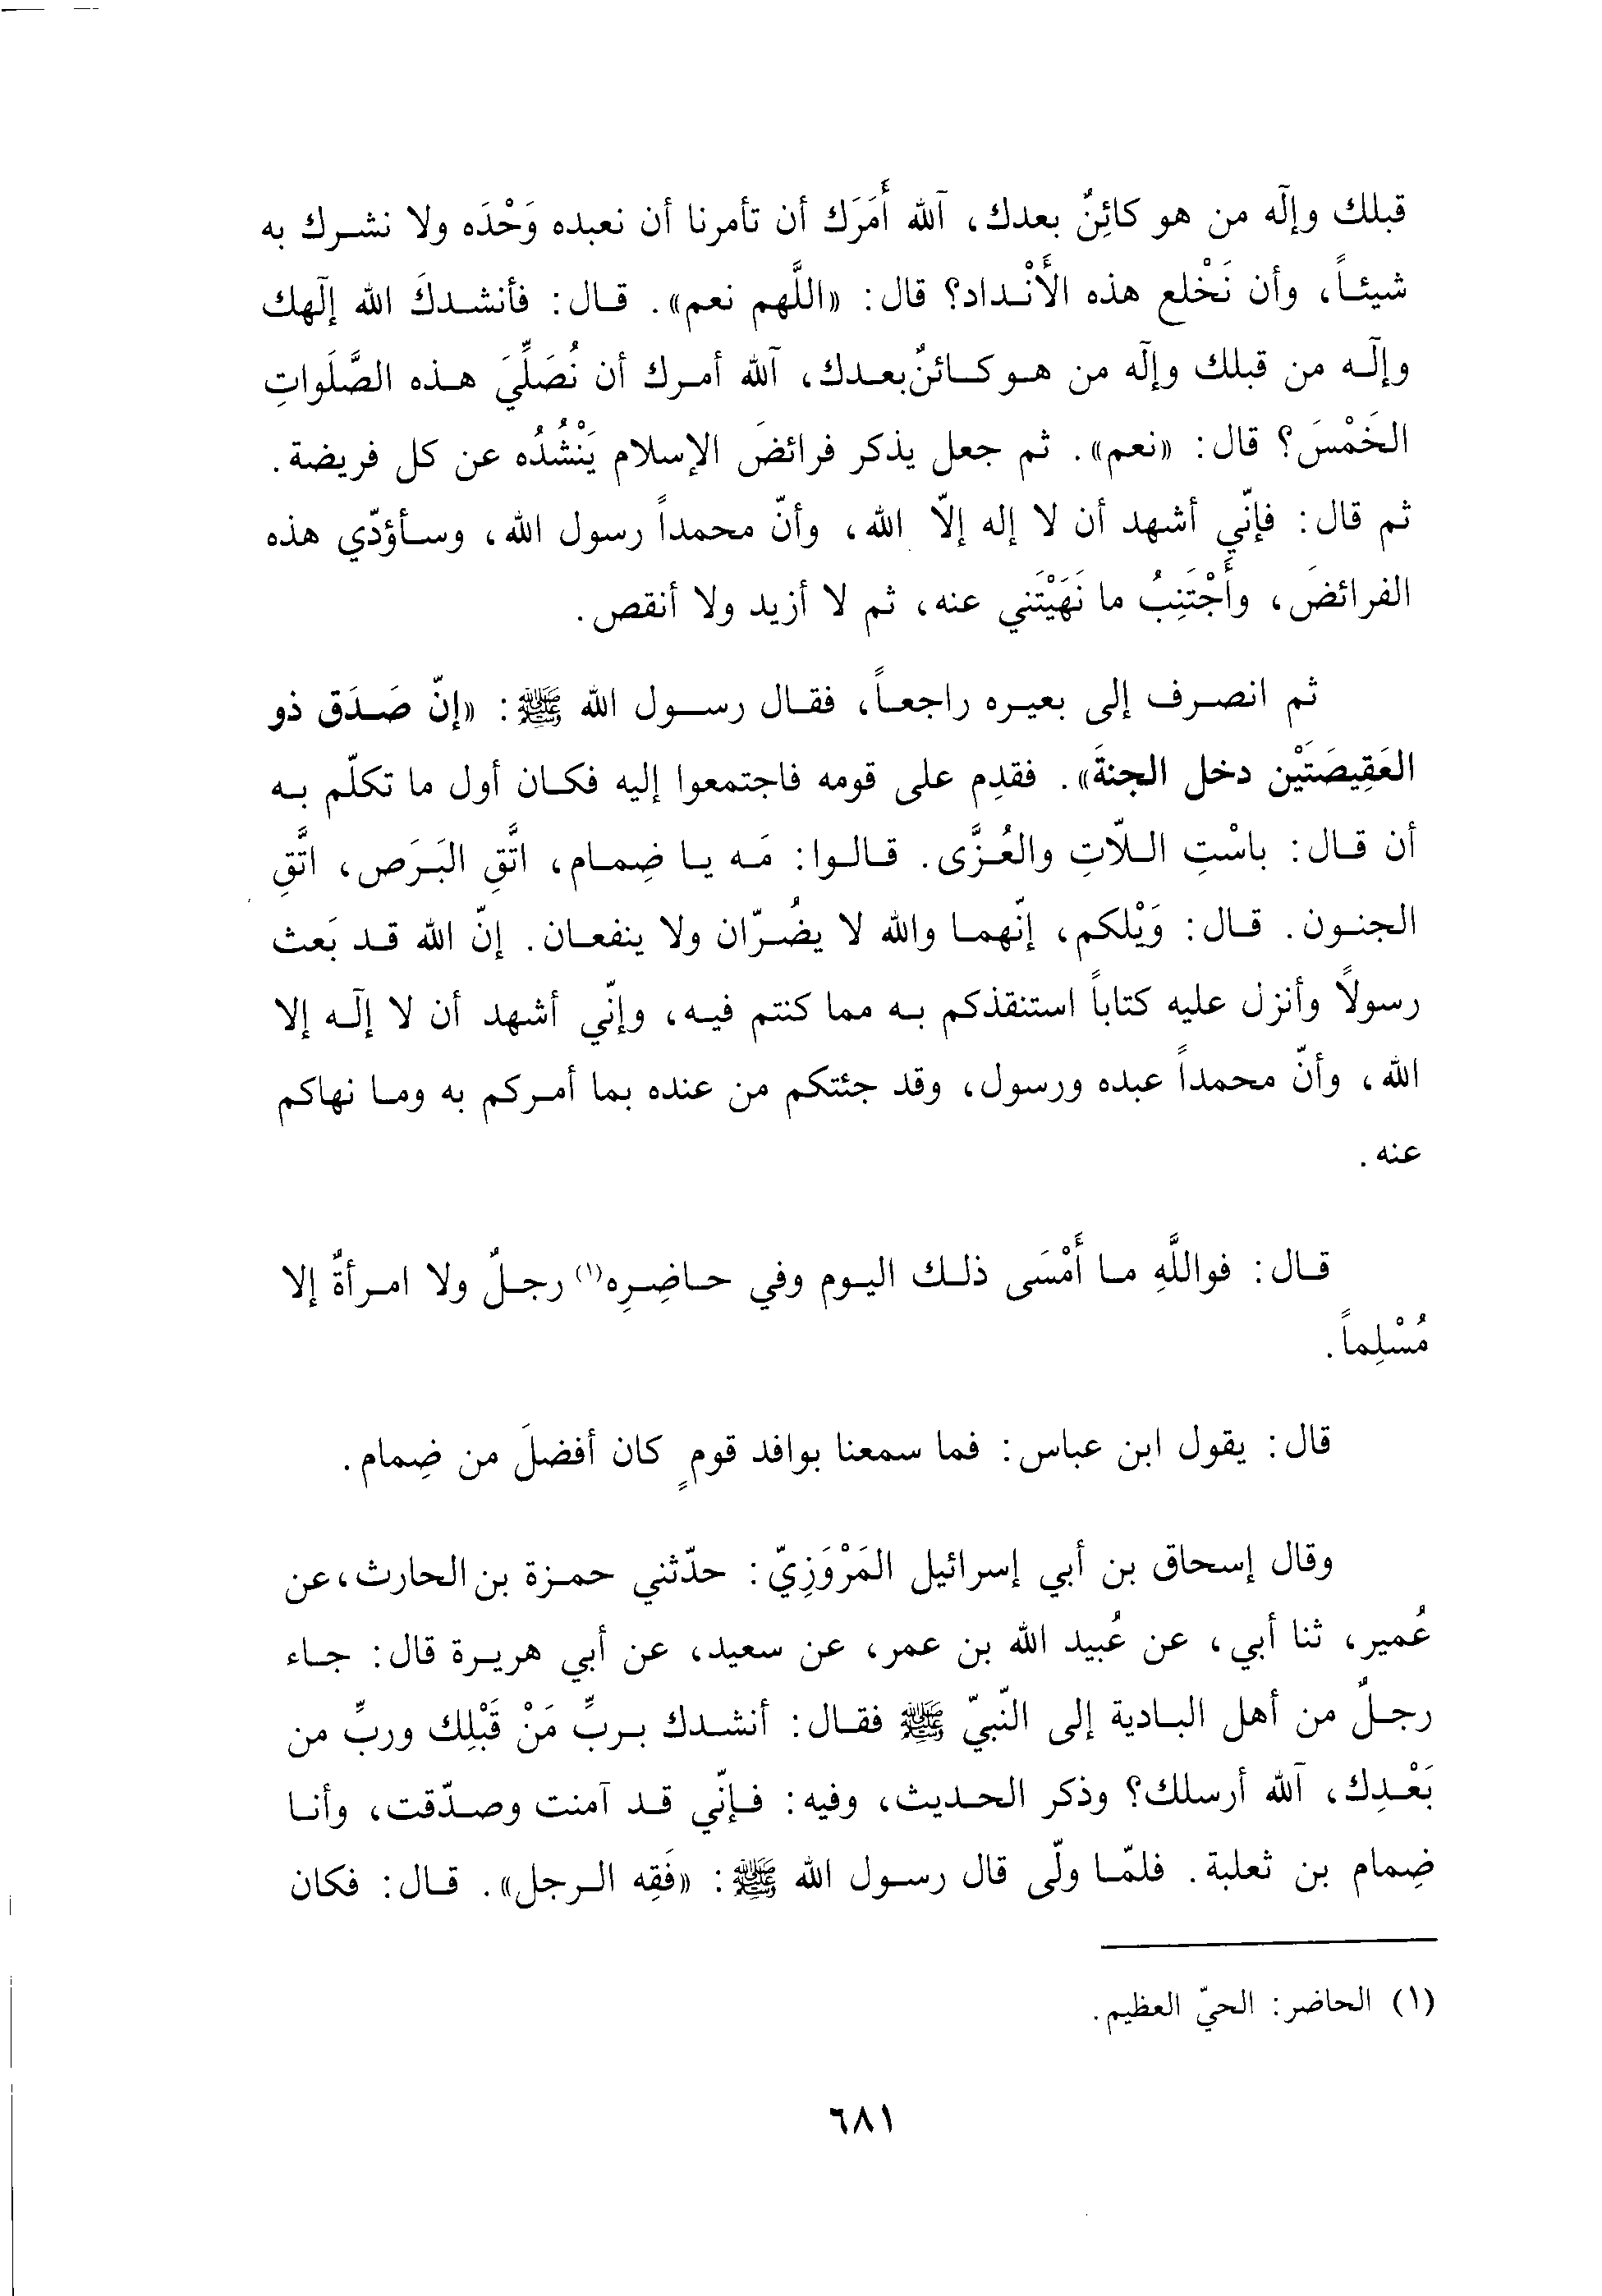 قبلك وإلٓه من هو كائِنٌ بعدك، آلله أَمَرَك أن تأمرنا أن نعبده وَحْدَه ولا نشرك به
شيئاً، وأن نَخْلع هذه الأَنْداد؟ قال: «اللَّهم نعم». قال: فأنشدكَ الله إلٓهك
وإلٓه من قبلك وإلٓه من هو كائنٌ بعدك، آلله أمرك أن نُصَلِّيَ هذه الصَّلَواتِ
الخَمْسَ؟ قال: «نعم». ثم جعل يذكر فرائضَ الإسلام يَنْشُدُه عن كل فريضة.
ثم قال: فإنّي أشهد أن لا إله إلاّ الله، وأنّ محمداً رسول الله، وسأؤدّي هذه
الفرائضَ، وأَجْتَنِبُ ما نَهَيْتَني عنه، ثم لا أزيد ولا أنقص.
ثم انصرف إلى بعيره راجعاً، فقال رسول الله ﷺ: «إنّ صَدَق ذو
العَقِيصَتَيْن دخل الجنةَ». فقدِم على قومه فاجتمعوا إليه فكان أول ما تكلّم به
أن قال: باسْتِ اللّاتِ والعُزَّى. قالوا: مَه يا ضِمام، اتَّقِ البَرَص، اتَّقِ
الجنون. قال: وَيْلكم، إنّهما والله لا يضُرّان ولا ينفعان. إنّ الله قد بَعث
رسولاً وأنزل عليه كتاباً استنقذكم به مما كنتم فيه، وإنّي أشهد أن لا إلٓه إلا
الله، وأنّ محمداً عبده ورسول، وقد جئتكم من عنده بما أمركم به وما نهاكم
عنه.
قال: فواللَّهِ ما أَمْسَى ذلك اليوم وفي حاضِرِه(١) رجلٌ ولا امرأةٌ إلا
مُسْلِماً.
قال: يقول ابن عباس: فما سمعنا بوافد قومٍ كان أفضلَ من ضِمام.
وقال إسحاق بن أبي إسرائيل المَرْوَزِيّ: حدّثني حمزة بن الحارث، عن
عُمير، ثنا أبي، عن عُبيد الله بن عمر، عن سعيد، عن أبي هريرة قال: جاء
رجلٌ من أهل البادية إلى النّبيّ ﷺ فقال: أنشدك بربِّ مَنْ قَبْلِك وربِّ من
بَعْدِك، آلله أرسلك؟ وذكر الحديث، وفيه: فإنّي قد آمنت وصدّقت، وأنا
ضِمام بن ثعلبة. فلمّا ولّى قال رسول الله ﷺ: «فَقِه الرجل». قال: فكان
(١) الحاضر: الحيّ العظيم.
٦٨١